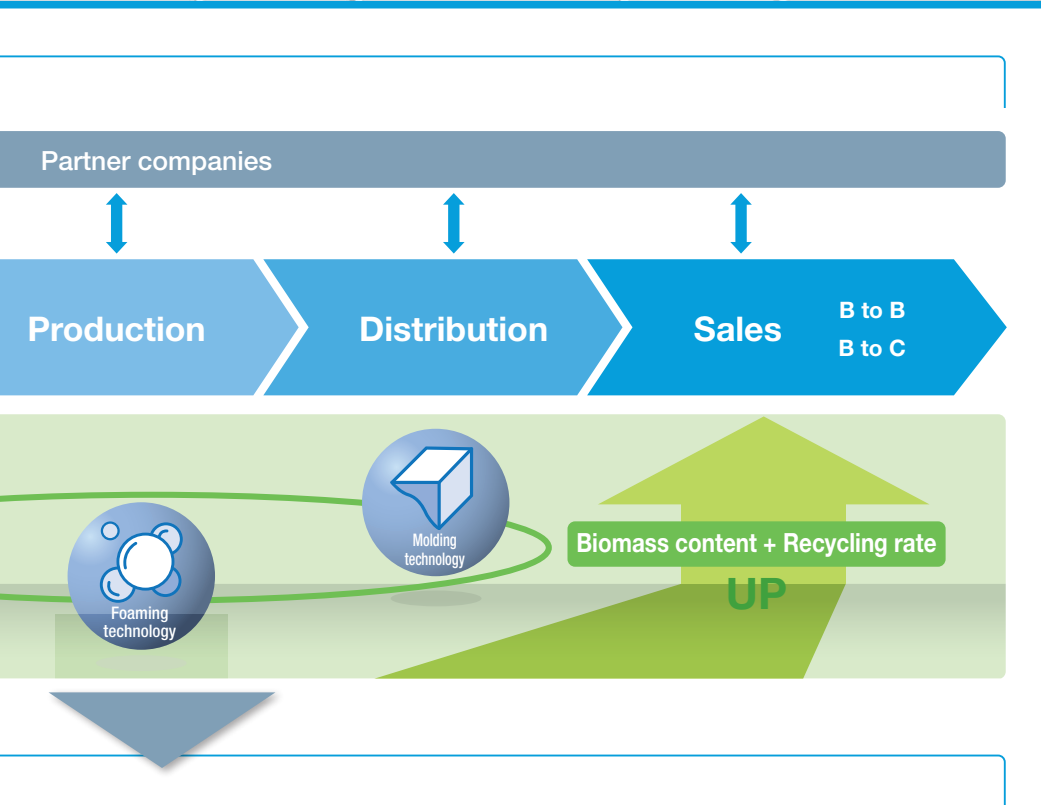 Partner companies
Production
Distribution
Sales
B to B
B to C
Molding
technology
Biomass content + Recycling rate
UP
Foaming
technology